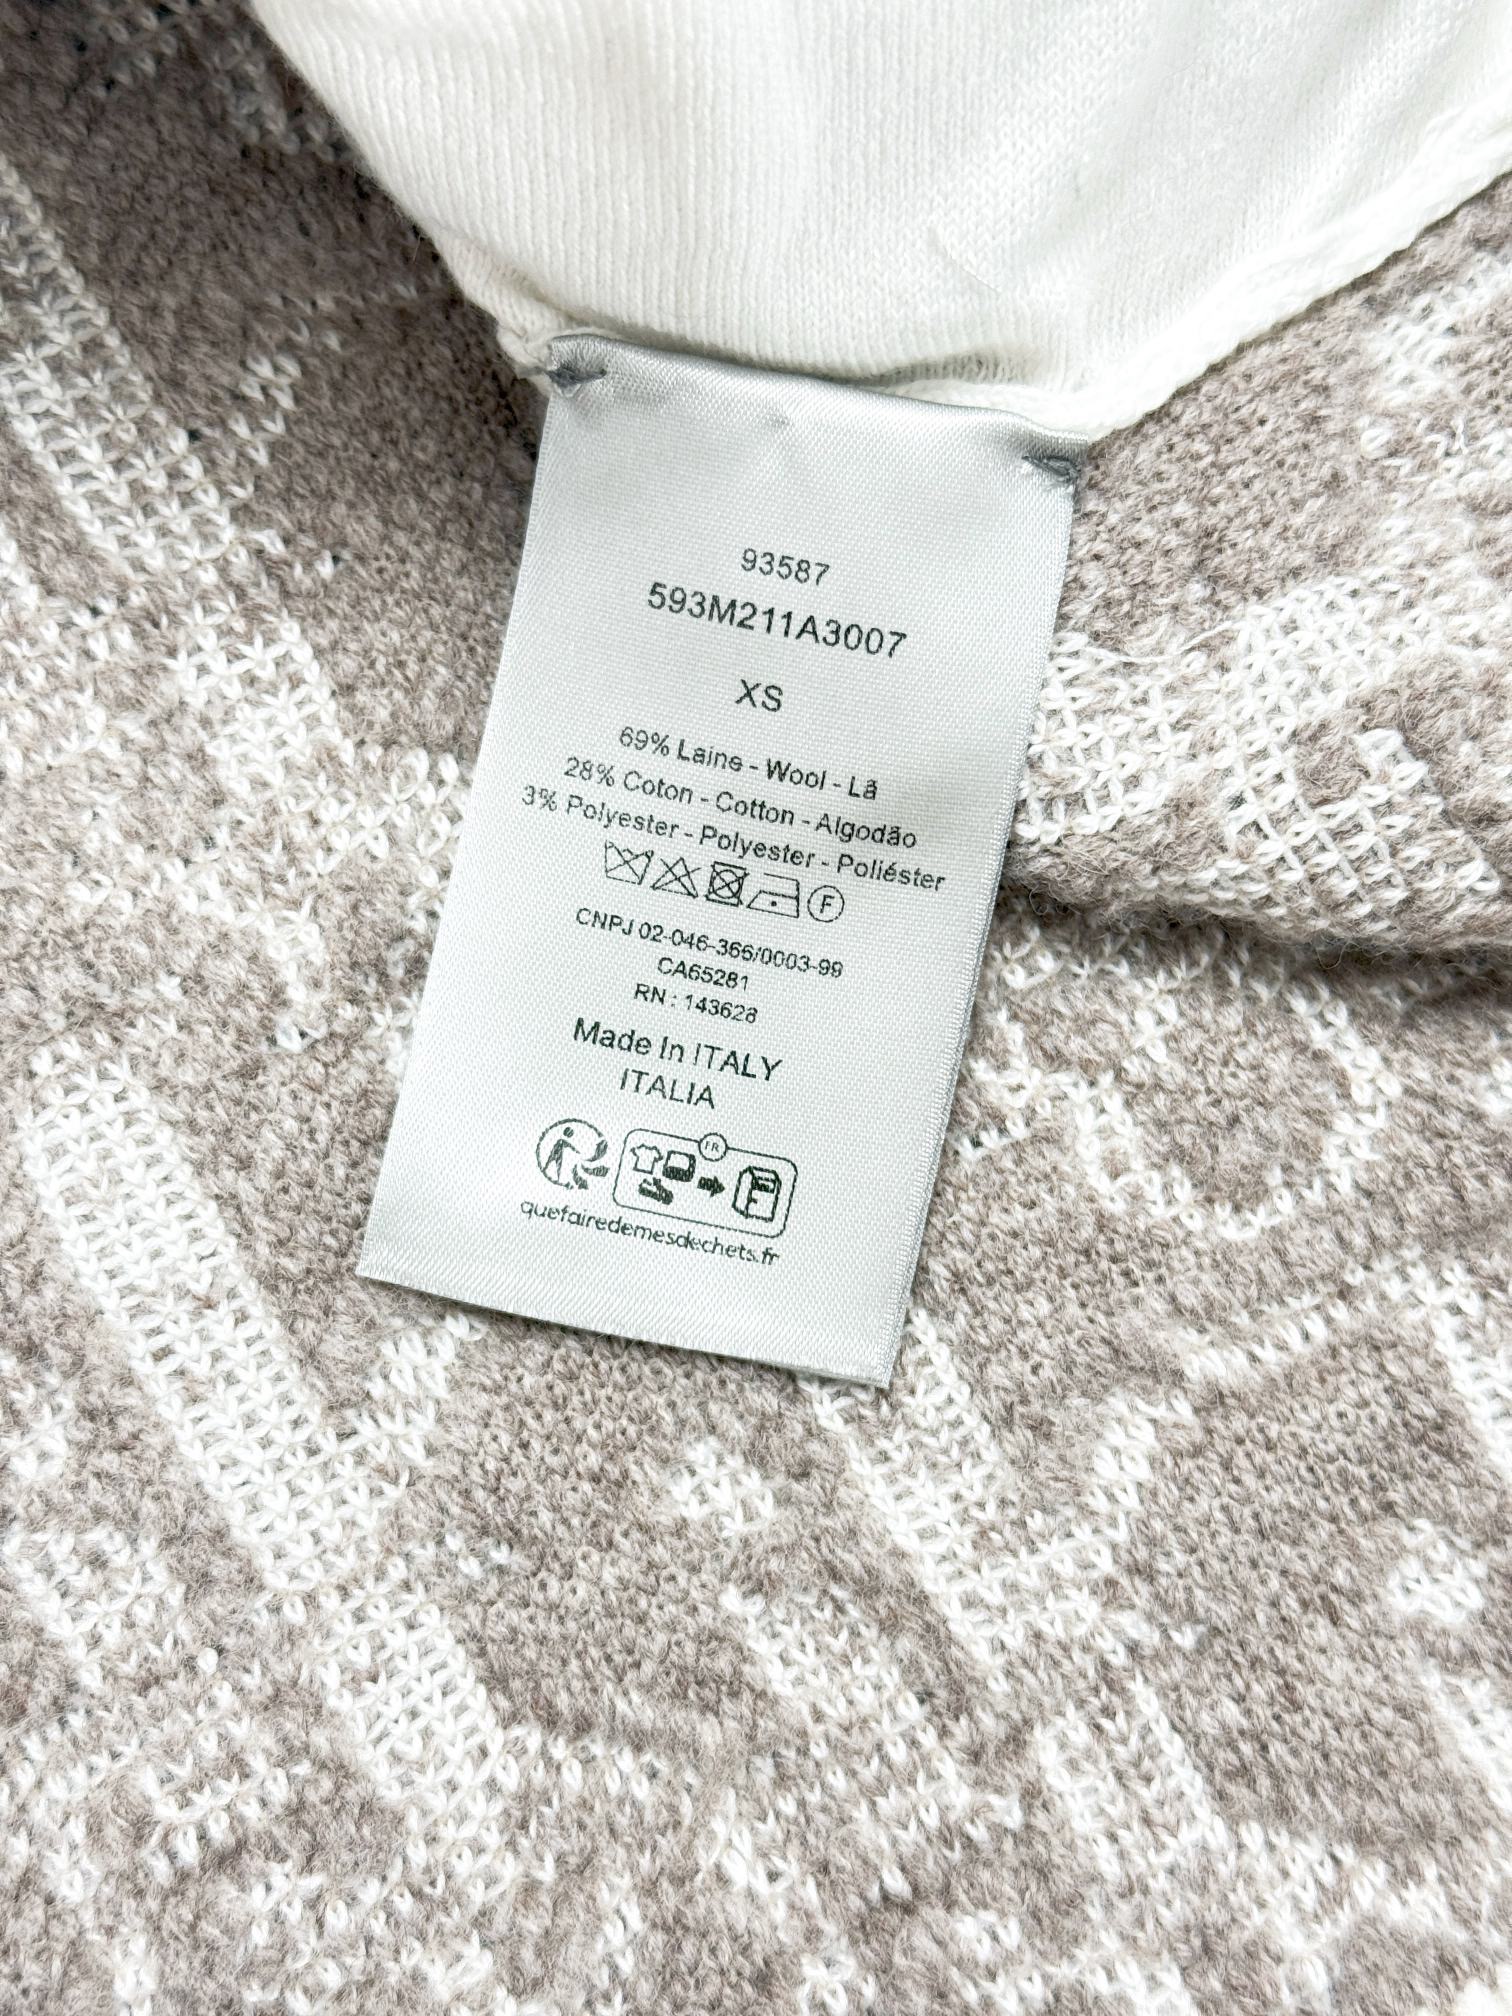 93587
593M211A3007
XS
69% Laine - Wool - Lã
28% Coton - Cotton - Algodão
3% Polyester - Polyester - Poliéster
F
CNPJ 02-046-366/0003-99
CA65281
RN : 143628
Made In ITALY
ITALIA
FR
quefairedemesdechets.fr